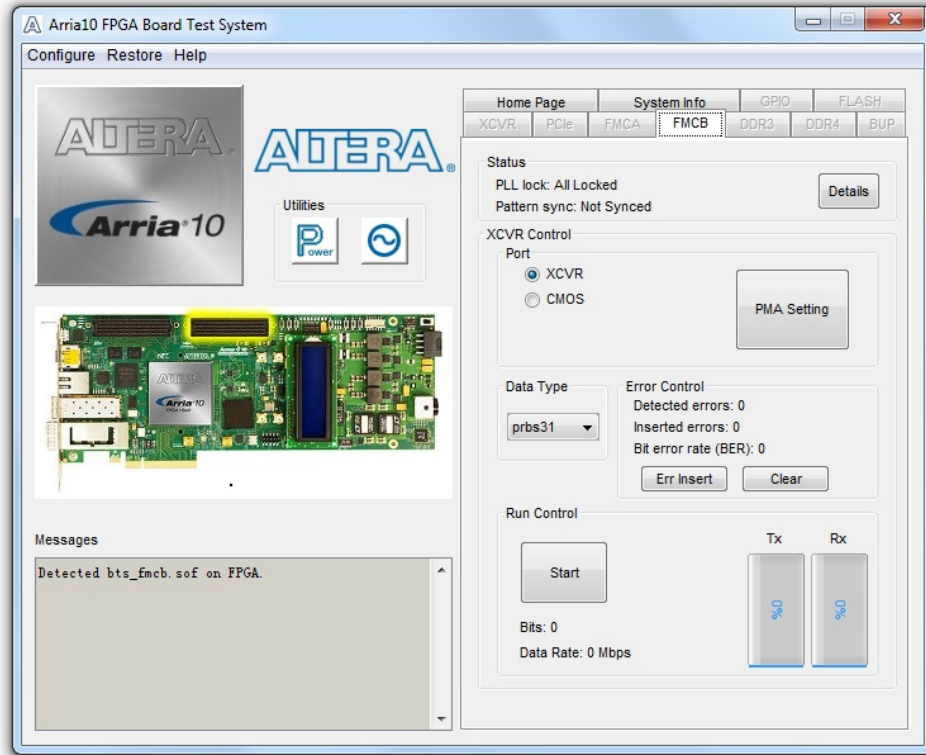 Arria10 FPGA Board Test System
Configure Restore Help
ALTERA
Arria 10
ALTERA®
Utilities
Power
ALTERA
Arria 10
Messages
Detected bts_fmcb.sof on FPGA.
Home Page System Info GPIO FLASH
XCVR PCIe FMCA FMCB DDR3 DDR4 BUP
Status
PLL lock: All Locked
Pattern sync: Not Synced
Details
XCVR Control
Port
XCVR
CMOS
PMA Setting
Data Type
prbs31
Error Control
Detected errors: 0
Inserted errors: 0
Bit error rate (BER): 0
Err Insert Clear
Run Control
Start
Tx Rx
0% 0%
Bits: 0
Data Rate: 0 Mbps